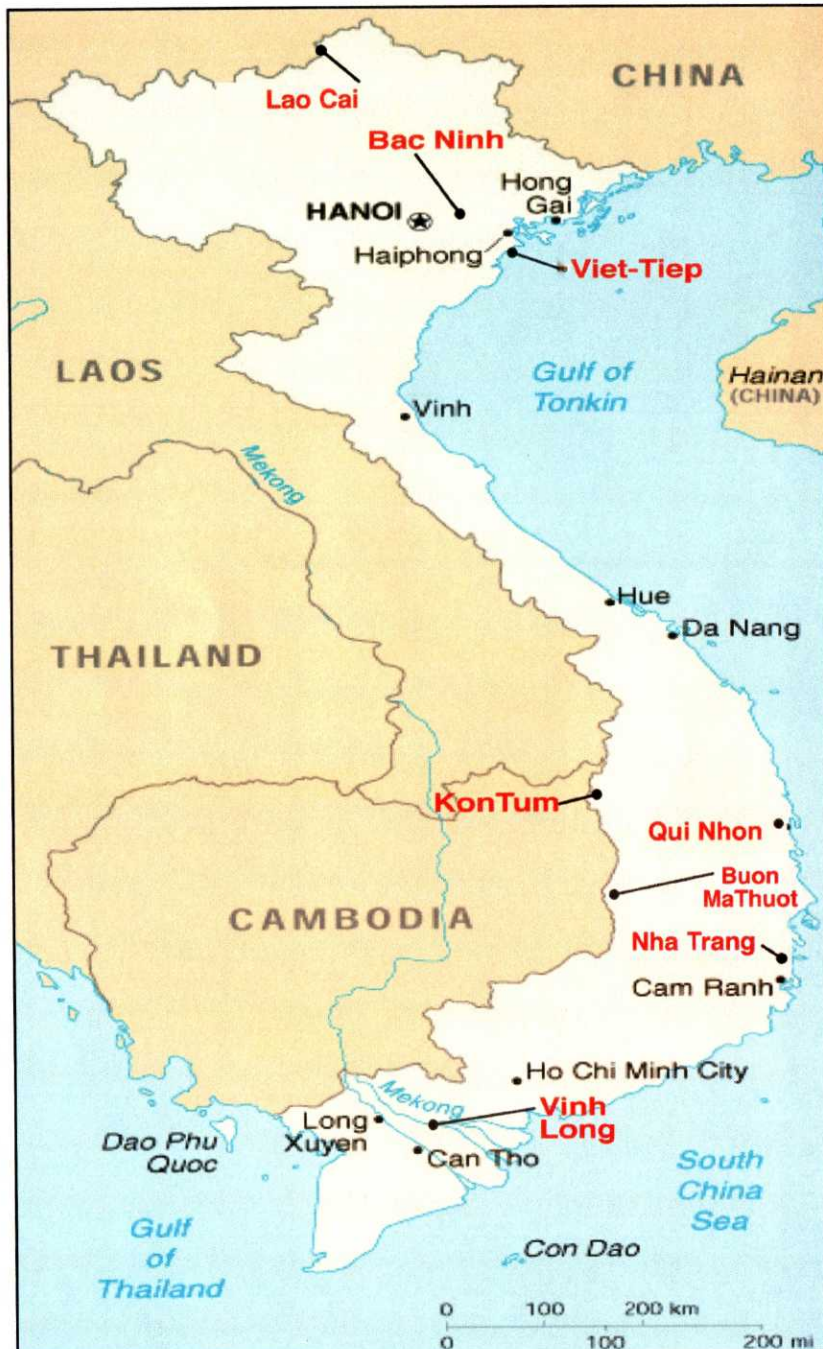 CHINA
Lao Cai
Bac Ninh
Hong
Gai
HANOI
Haiphong
Viet-Tiep
LAOS
Gulf of
Tonkin
Hainan
(CHINA)
Vinh
Mekong
Hue
Da Nang
THAILAND
KonTum
Qui Nhon
Buon
MaThuot
CAMBODIA
Nha Trang
Cam Ranh
Ho Chi Minh City
Mekong
Vinh
Long
Long
Xuyen
Can Tho
Dao Phu
Quoc
South
China
Sea
Gulf
of
Thailand
Con Dao
0 100 200 km
0 100 200 mi